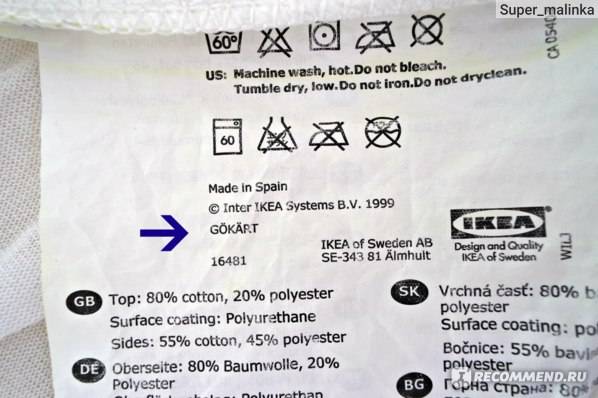 Super_malinka
60°
CA 0540
US: Machine wash, hot.Do not bleach.
Tumble dry, low.Do not iron.Do not dryclean.
60
Made in Spain
© Inter IKEA Systems B.V. 1999
GÖKÄRT
16481
IKEA of Sweden AB
SE-343 81 Älmhult
IKEA
Design and Quality
IKEA of Sweden
GB Top: 80% cotton, 20% polyester
Surface coating: Polyurethane
Sides: 55% cotton, 45% polyester
DE Oberseite: 80% Baumwolle, 20%
Polyester
SK Vrchná časť: 80% b
polyester
Surface coating: pol
Bočnice: 55% bavl
polyester
BG Горна страна: 80%
IRECOMMEND.RU